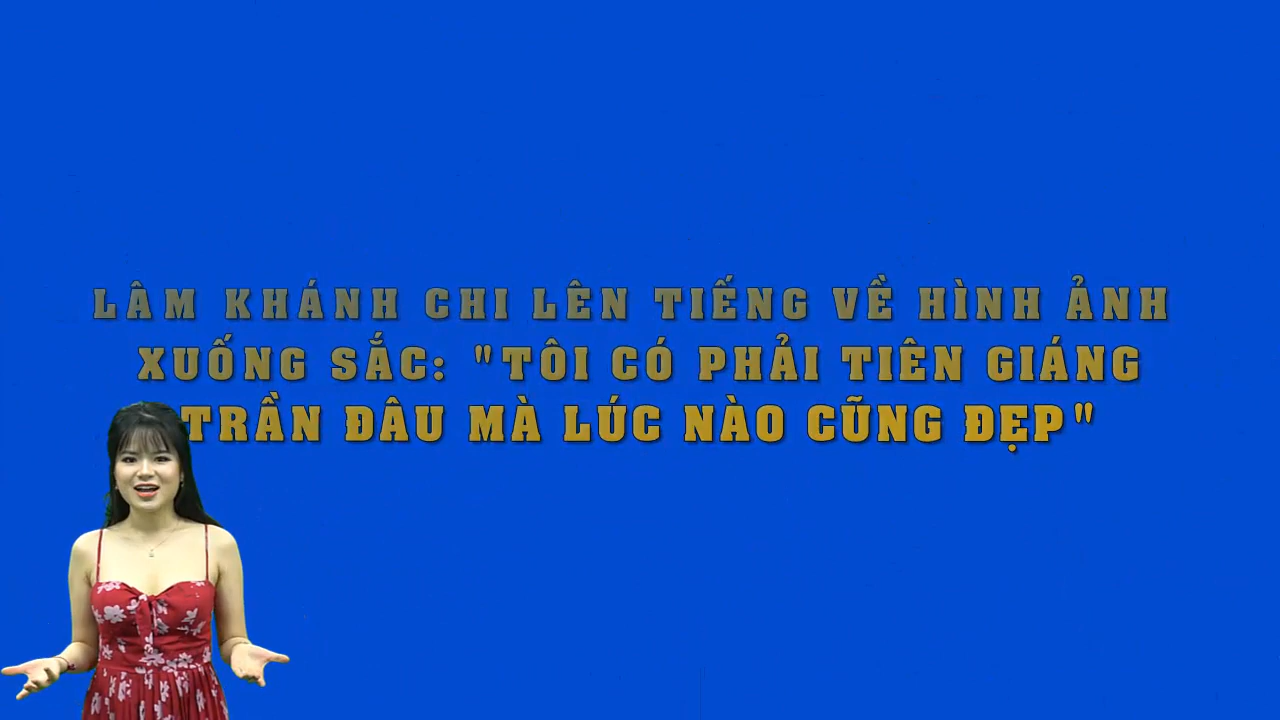 LÂM KHÁNH CHI LÊN TIẾNG VỀ HÌNH ẢNH
XUỐNG SẮC: "TÔI CÓ PHẢI TIÊN GIÁNG
TRẦN ĐÂU MÀ LÚC NÀO CŨNG ĐẸP"